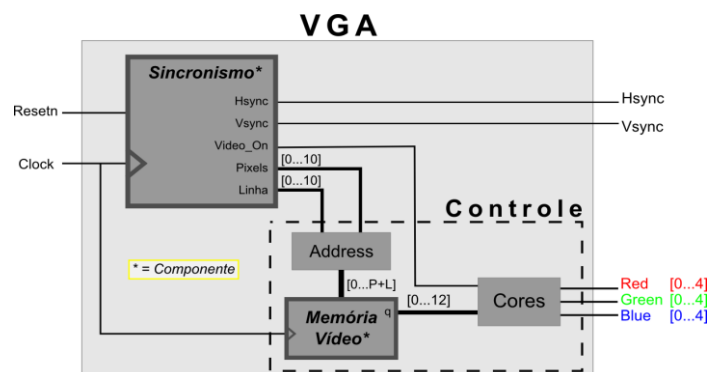 VGA
Sincronismo*
Hsync
Hsync
Resetn
Vsync
Vsync
Video_On
Clock
Pixels
[0...10]
Linha
[0...10]
Controle
Address
* = Componente
[0...P+L]
Red [0...4]
[0...12]
Cores
Green [0...4]
q
Memória
Vídeo*
Blue [0...4]